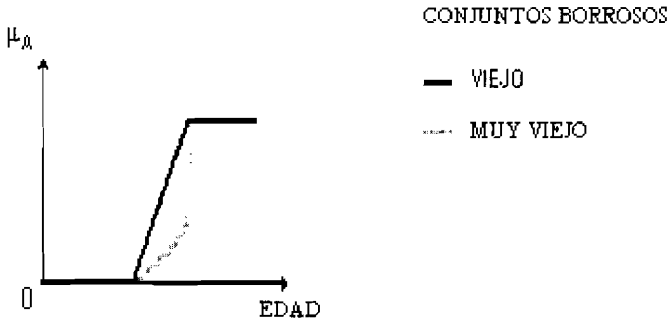 CONJUNTOS BORROSOS
μA
VIEJO
MUY VIEJO
0
EDAD